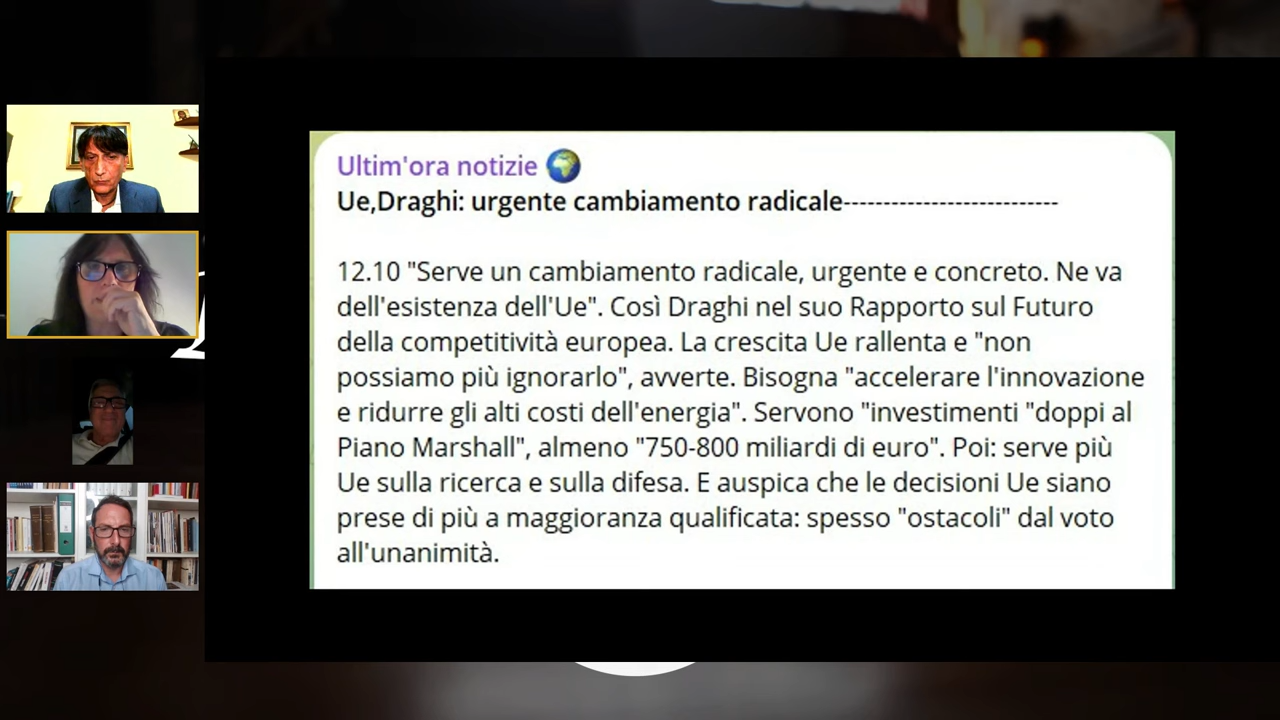 Ultim'ora notizie
Ue,Draghi: urgente cambiamento radicale---------------------------
12.10 "Serve un cambiamento radicale, urgente e concreto. Ne va
dell'esistenza dell'Ue". Così Draghi nel suo Rapporto sul Futuro
della competitività europea. La crescita Ue rallenta e "non
possiamo più ignorarlo", avverte. Bisogna "accelerare l'innovazione
e ridurre gli alti costi dell'energia". Servono "investimenti "doppi al
Piano Marshall", almeno "750-800 miliardi di euro". Poi: serve più
Ue sulla ricerca e sulla difesa. E auspica che le decisioni Ue siano
prese di più a maggioranza qualificata: spesso "ostacoli" dal voto
all'unanimità.